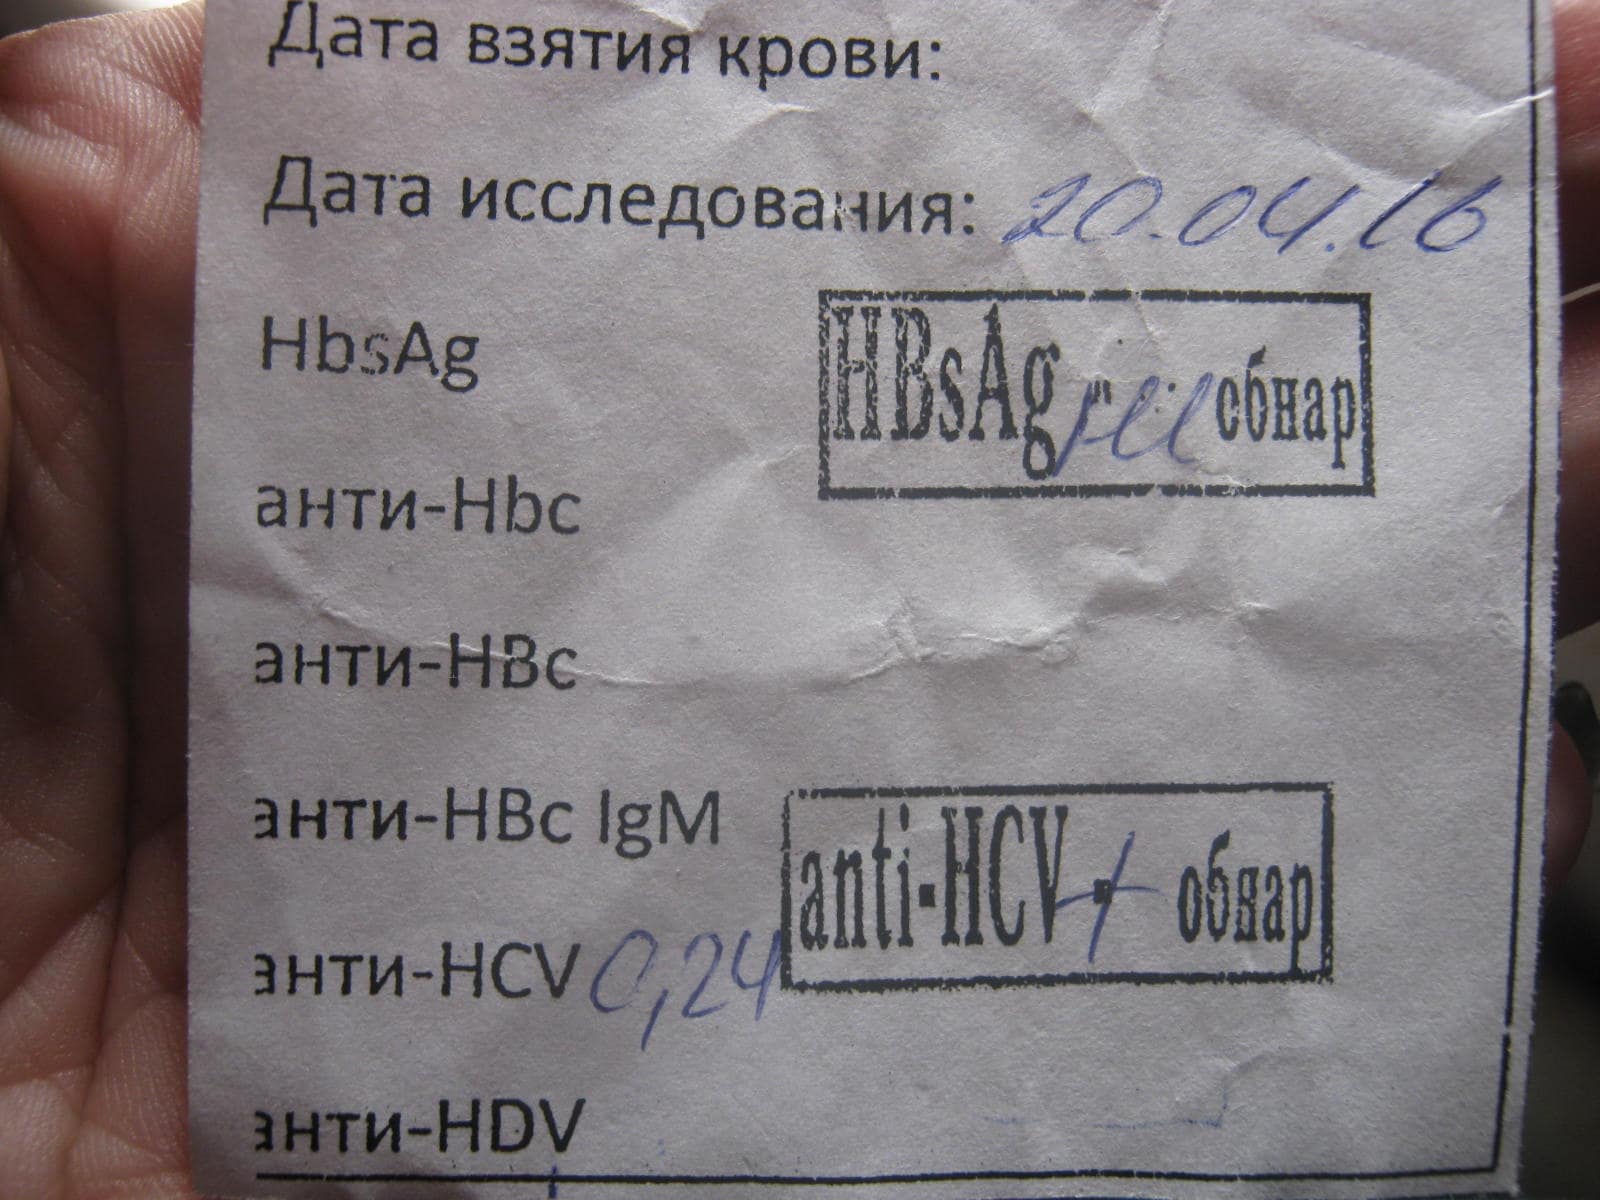 Дата взятия крови:
Дата исследования: 20.04.16
HbsAg HBsAg не обнар
анти-Hbc
анти-HBc
анти-HBc IgM
анти-HCV 0,24 anti-HCV + обнар
анти-HDV